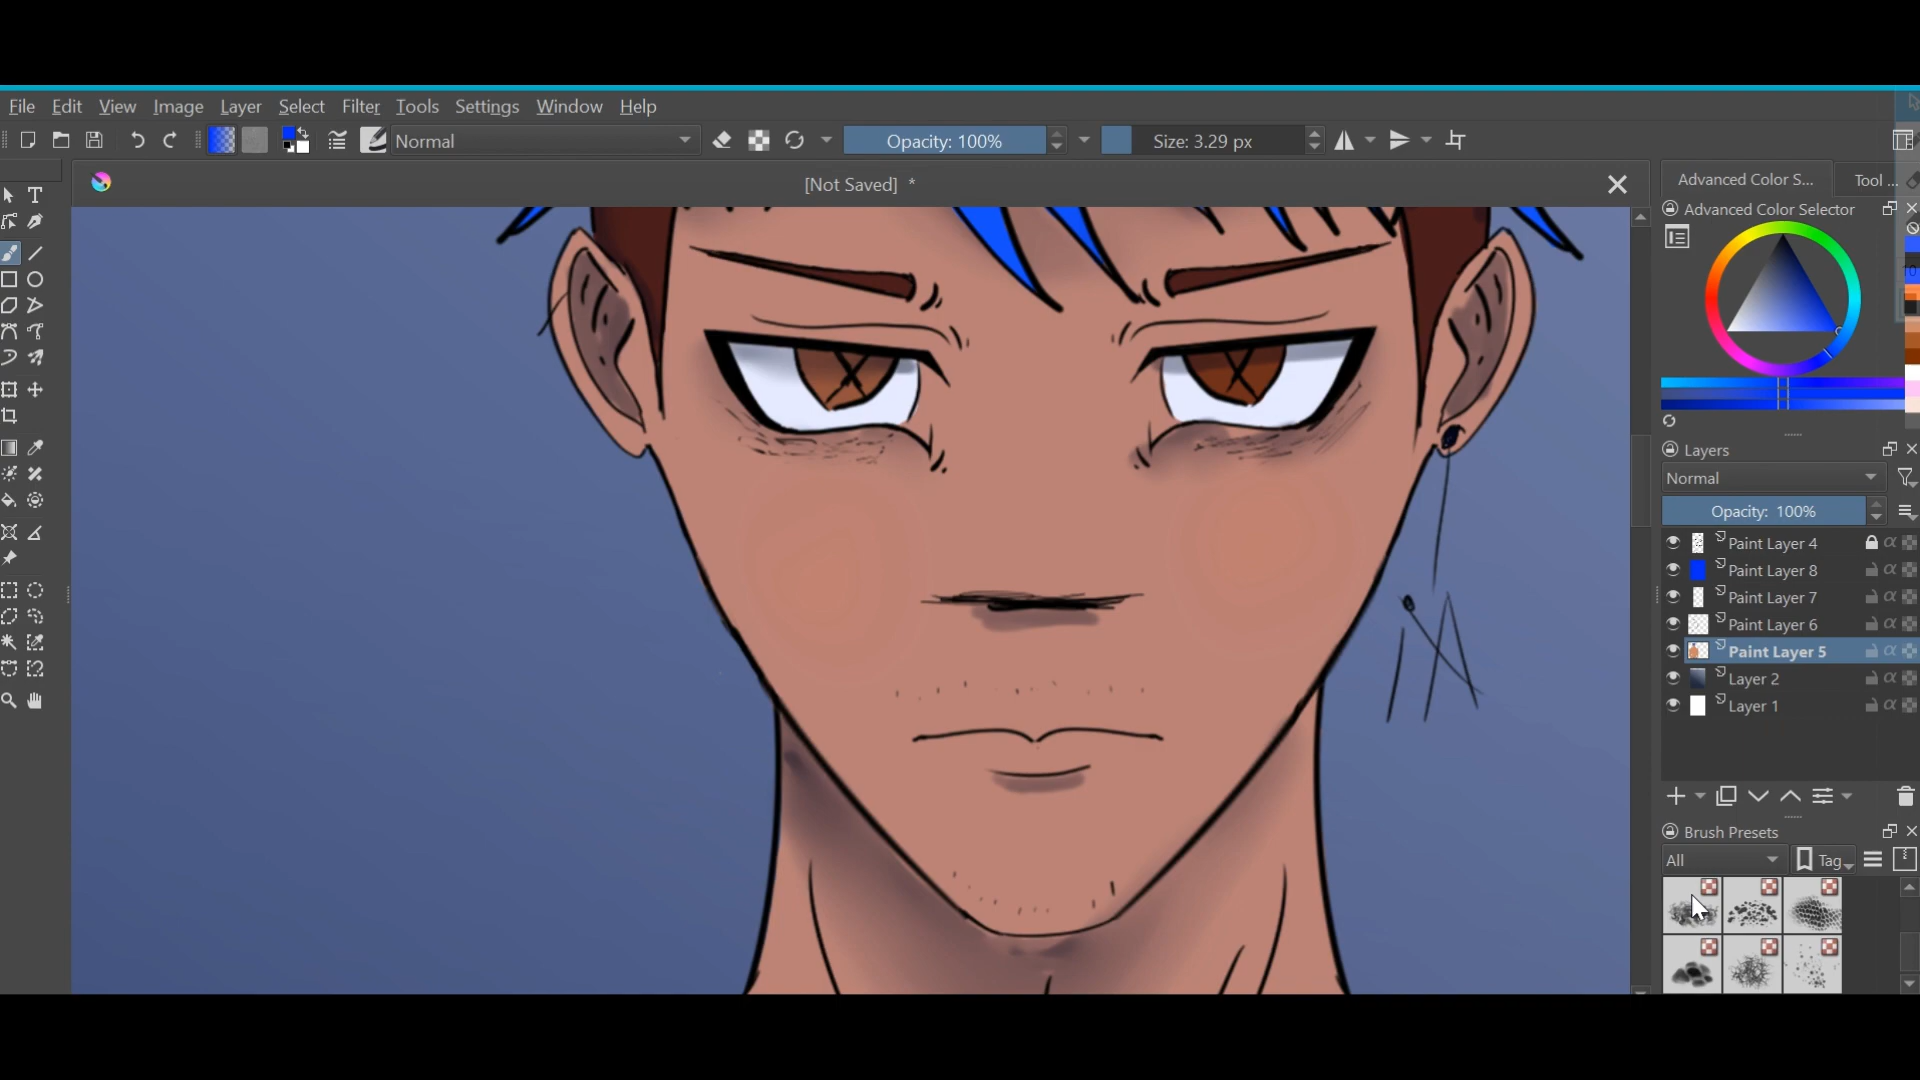 File Edit View Image Layer Select Filter Tools Settings Window Help
Normal Opacity: 100% Size: 3.29 px
[Not Saved] *
Advanced Color S... Tool ...
Advanced Color Selector
10
Layers
Normal
Opacity: 100%
Paint Layer 4
Paint Layer 8
Paint Layer 7
Paint Layer 6
Paint Layer 5
Layer 2
Layer 1
Brush Presets
All Tag